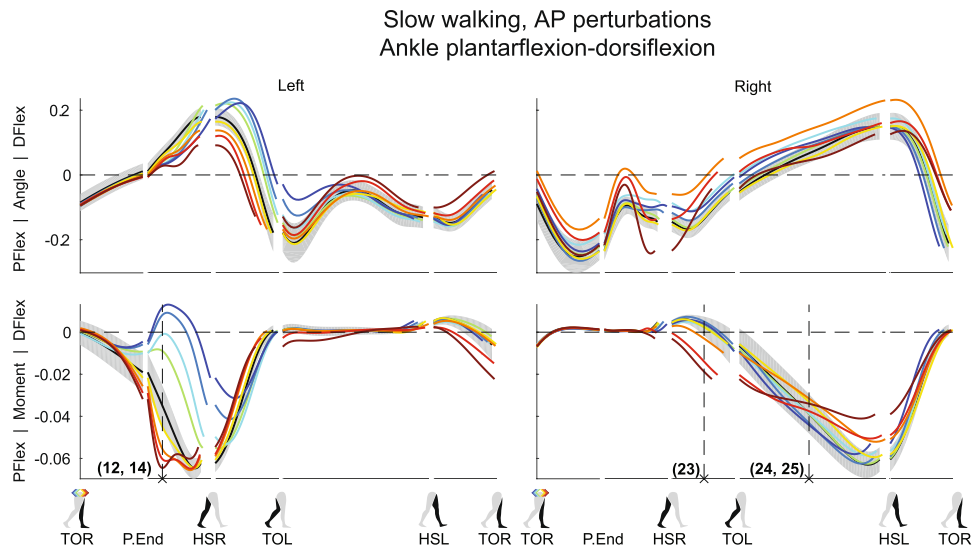 Slow walking, AP perturbations
Ankle plantarflexion-dorsiflexion
Left
Right
PFlex | Angle | DFlex
0.2
0
-0.2
PFlex | Moment | DFlex
0
-0.02
-0.04
-0.06
(12, 14)
(23)
(24, 25)
TOR P.End HSR TOL HSL TOR TOR P.End HSR TOL HSL TOR